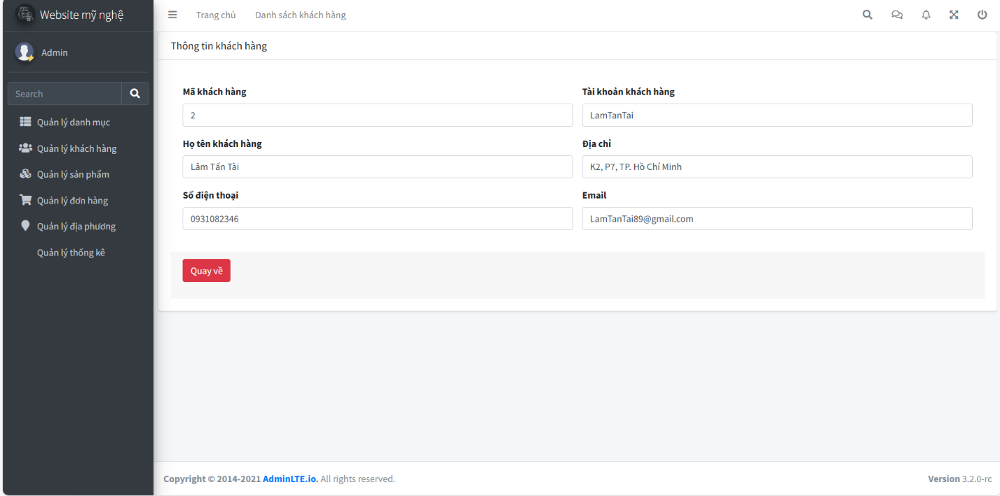 Website mỹ nghệ
Trang chủ Danh sách khách hàng
Admin
Search
Quản lý danh mục
Quản lý khách hàng
Quản lý sản phẩm
Quản lý đơn hàng
Quản lý địa phương
Quản lý thống kê
Thông tin khách hàng
Mã khách hàng
2
Tài khoản khách hàng
LamTanTai
Họ tên khách hàng
Lâm Tấn Tài
Địa chỉ
K2, P7, TP. Hồ Chí Minh
Số điện thoại
0931082346
Email
LamTanTai89@gmail.com
Quay về
Copyright © 2014-2021 AdminLTE.io. All rights reserved.
Version 3.2.0-rc